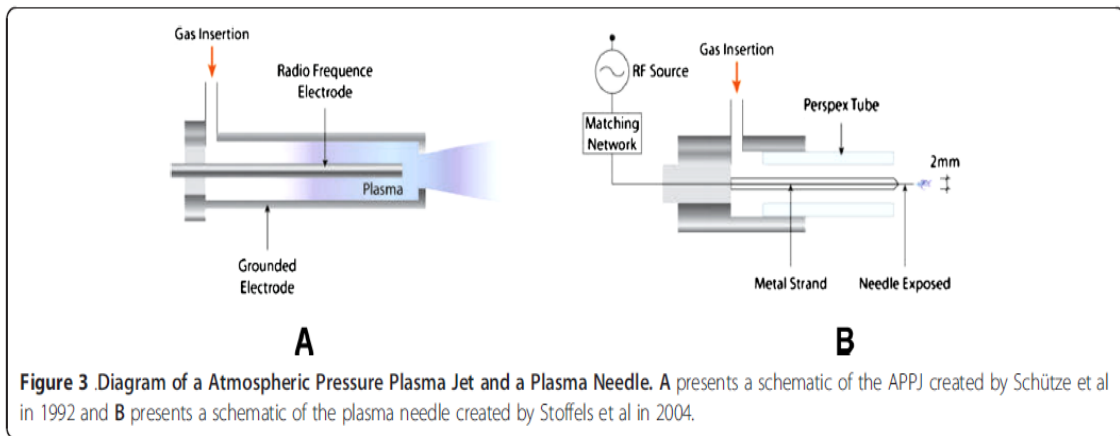 Gas Insertion
Radio Frequence
Electrode
Plasma
Grounded
Electrode
A
RF Source
Matching
Network
Gas Insertion
Perspex Tube
2mm
Metal Strand
Needle Exposed
B
Figure 3 .Diagram of a Atmospheric Pressure Plasma Jet and a Plasma Needle. A presents a schematic of the APPJ created by Schütze et al
in 1992 and B presents a schematic of the plasma needle created by Stoffels et al in 2004.